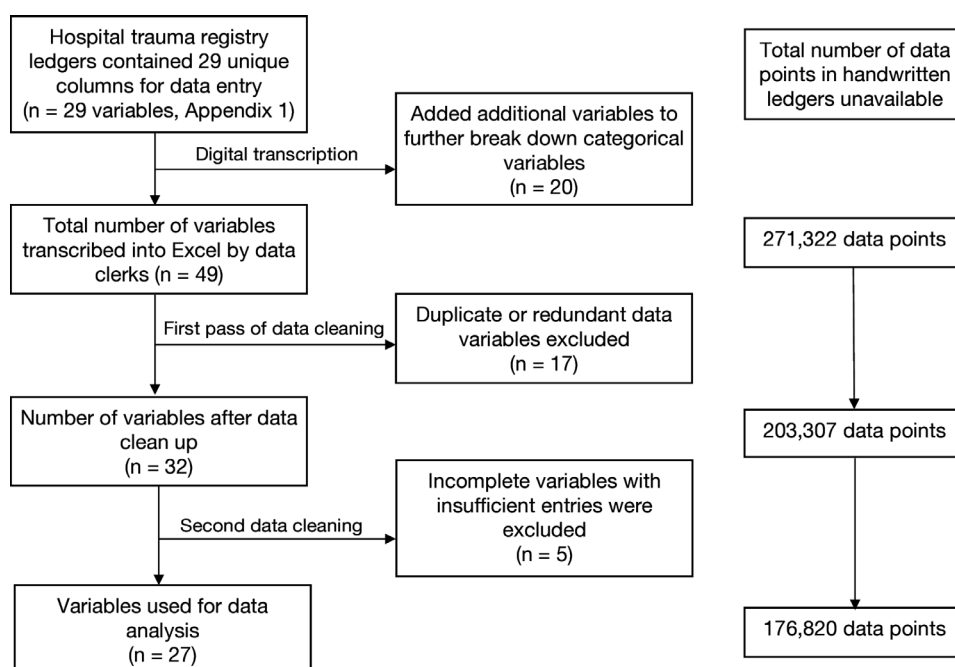 Hospital trauma registry
ledgers contained 29 unique
columns for data entry
(n = 29 variables, Appendix 1)
Total number of data
points in handwritten
ledgers unavailable
Digital transcription
Added additional variables to
further break down categorical
variables
(n = 20)
Total number of variables
transcribed into Excel by data
clerks (n = 49)
271,322 data points
First pass of data cleaning
Duplicate or redundant data
variables excluded
(n = 17)
Number of variables after data
clean up
(n = 32)
203,307 data points
Second data cleaning
Incomplete variables with
insufficient entries were
excluded
(n = 5)
Variables used for data
analysis
(n = 27)
176,820 data points